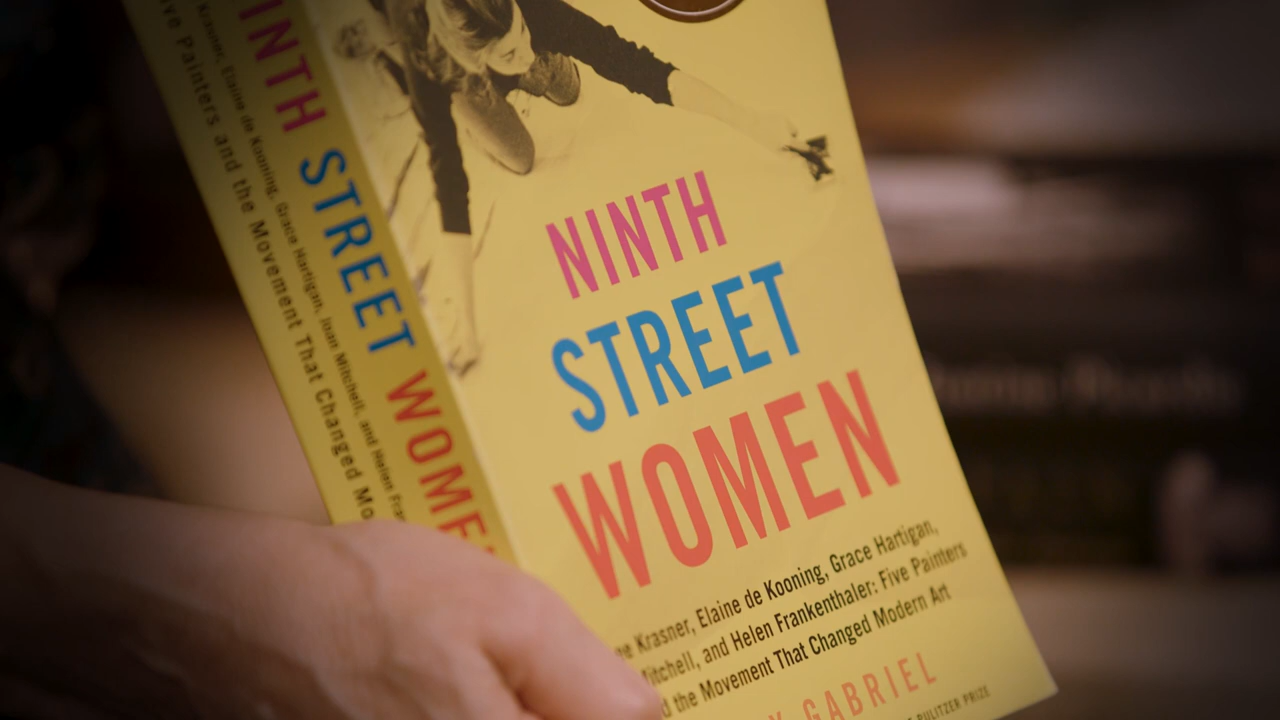 NINTH STREET WOMEN
Krasner, Elaine de Kooning, Grace Hartigan, Joan Mitchell, and Helen
Painters and the Movement That Changed
NINTH
STREET
WOMEN
Krasner, Elaine de Kooning, Grace Hartigan,
Mitchell, and Helen Frankenthaler: Five Painters
the Movement That Changed Modern Art
GABRIEL
PULITZER PRIZE